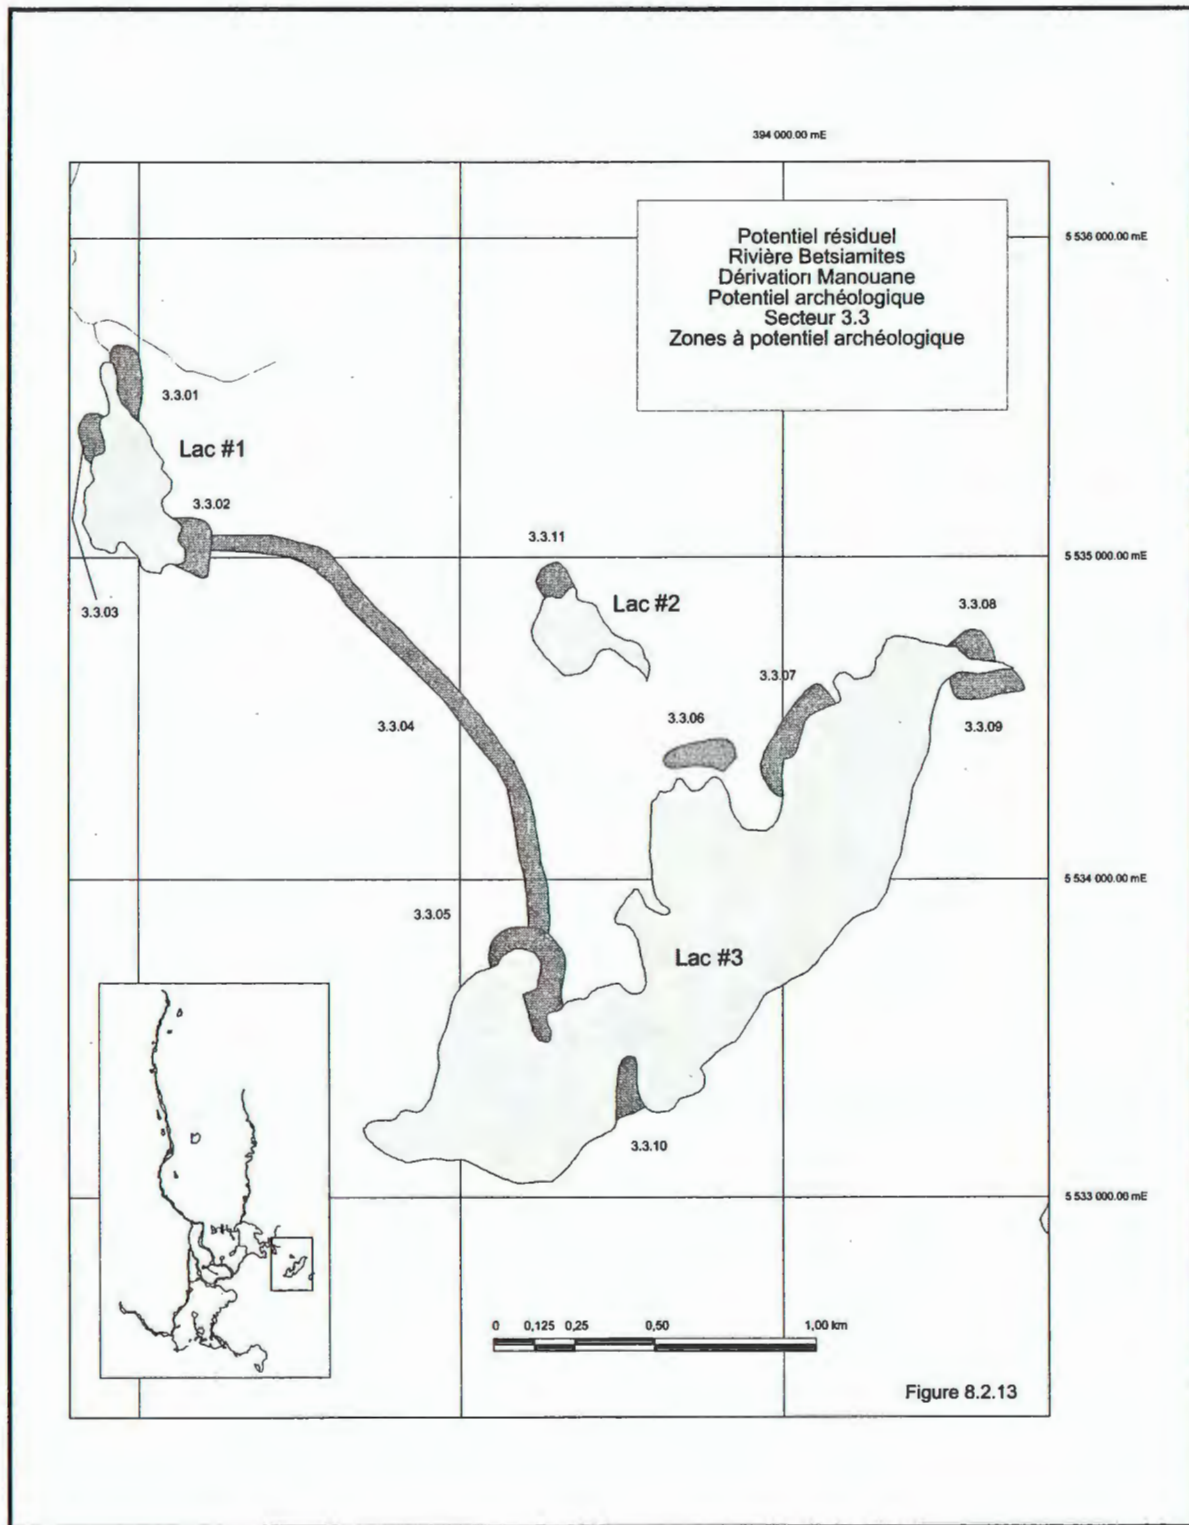 394 000.00 mE
Potentiel résiduel
Rivière Betsiamites
Dérivation Manouane
Potentiel archéologique
Secteur 3.3
Zones à potentiel archéologique
5 536 000.00 mE
3.3.01
Lac #1
3.3.02
3.3.11
5 535 000.00 mE
3.3.03
Lac #2
3.3.08
3.3.07
3.3.04
3.3.06
3.3.09
5 534 000.00 mE
3.3.05
Lac #3
3.3.10
5 533 000.00 mE
0 0,125 0,25 0,50 1,00 km
Figure 8.2.13